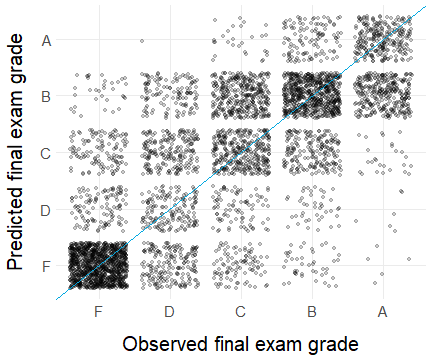 Predicted final exam grade
A
B
C
D
F
F D C B A
Observed final exam grade